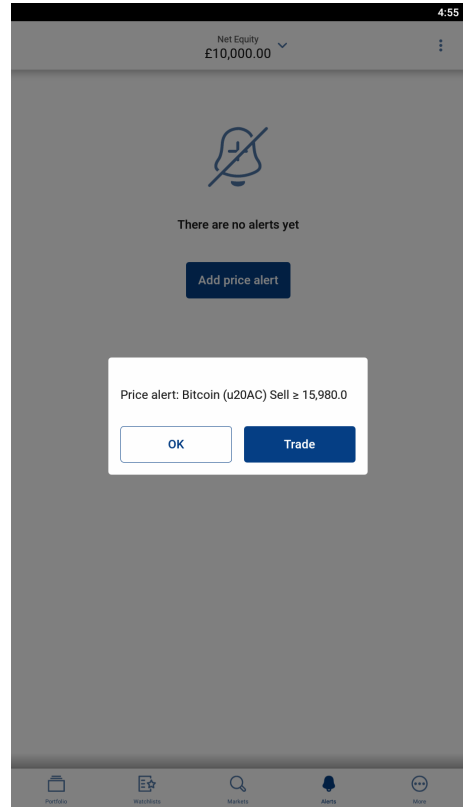 4:55
Net Equity
£10,000.00
There are no alerts yet
Add price alert
Price alert: Bitcoin (u20AC) Sell ≥ 15,980.0
OK
Trade
Portfolio
Watchlists
Markets
Alerts
More